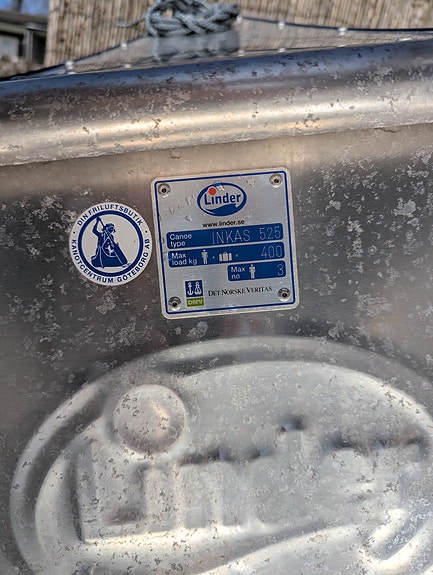 Linder
www.linder.se
Canoe type INKAS 525
Max load kg + = 400
Max no 3
DNV DET NORSKE VERITAS
DIN FRILUFTSBUTIK
KANOTCENTRUM GÖTEBORG AB
Linder